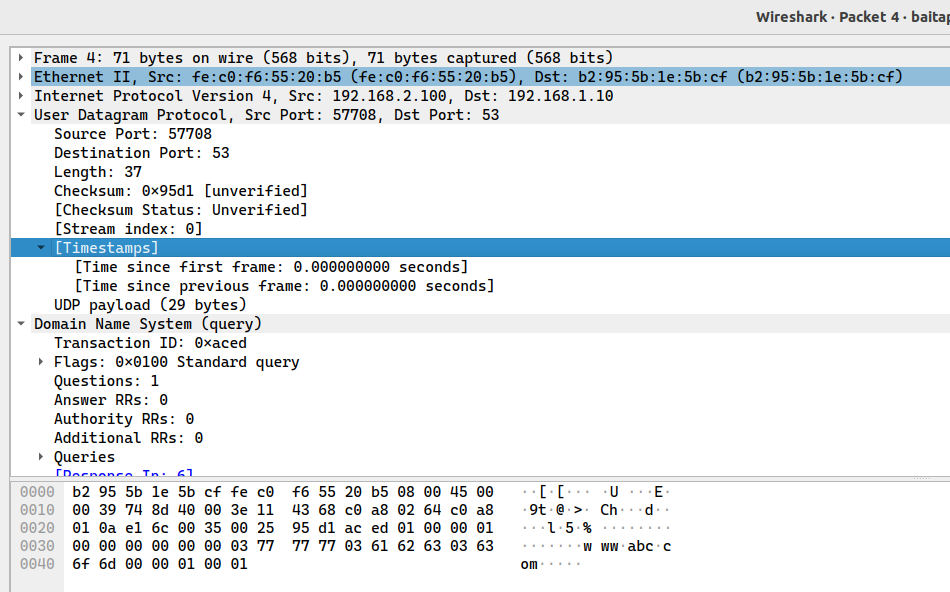 Wireshark · Packet 4 · baitap
Frame 4: 71 bytes on wire (568 bits), 71 bytes captured (568 bits)
Ethernet II, Src: fe:c0:f6:55:20:b5 (fe:c0:f6:55:20:b5), Dst: b2:95:5b:1e:5b:cf (b2:95:5b:1e:5b:cf)
Internet Protocol Version 4, Src: 192.168.2.100, Dst: 192.168.1.10
User Datagram Protocol, Src Port: 57708, Dst Port: 53
Source Port: 57708
Destination Port: 53
Length: 37
Checksum: 0x95d1 [unverified]
[Checksum Status: Unverified]
[Stream index: 0]
[Timestamps]
[Time since first frame: 0.000000000 seconds]
[Time since previous frame: 0.000000000 seconds]
UDP payload (29 bytes)
Domain Name System (query)
Transaction ID: 0xaced
Flags: 0x0100 Standard query
Questions: 1
Answer RRs: 0
Authority RRs: 0
Additional RRs: 0
Queries
[Response In: 6]
0000 b2 95 5b 1e 5b cf fe c0 f6 55 20 b5 08 00 45 00 ··[·[··· ·U ···E·
0010 00 39 74 8d 40 00 3e 11 43 68 c0 a8 02 64 c0 a8 ·9t·@·>· Ch···d··
0020 01 0a e1 6c 00 35 00 25 95 d1 ac ed 01 00 00 01 ···l·5·% ········
0030 00 00 00 00 00 00 03 77 77 77 03 61 62 63 03 63 ·······w ww·abc·c
0040 6f 6d 00 00 01 00 01 om·····